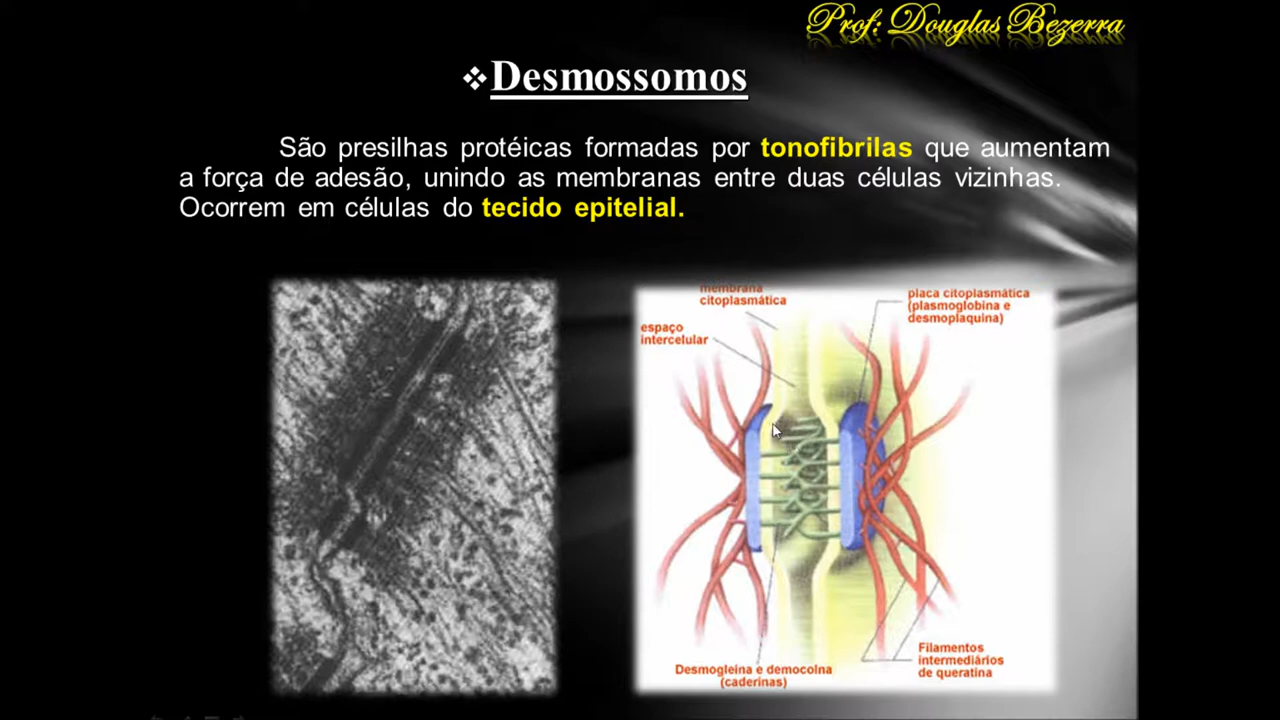 Prof: Douglas Bezerra
❖Desmossomos
São presilhas protéicas formadas por tonofibrilas que aumentam
a força de adesão, unindo as membranas entre duas células vizinhas.
Ocorrem em células do tecido epitelial.
membrana
citoplasmática
espaço
intercelular
placa citoplasmática
(plasmoglobina e
desmoplaquina)
Desmogleina e democolna
(caderinas)
Filamentos
intermediários
de queratina